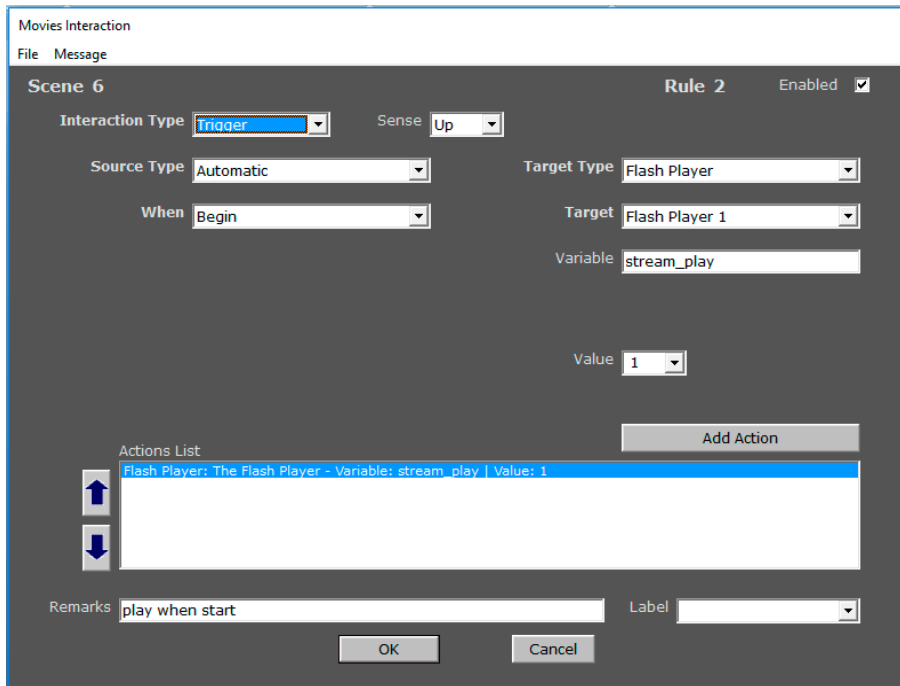 Movies Interaction
File Message
Scene 6 Rule 2 Enabled
Interaction Type Trigger Sense Up
Source Type Automatic Target Type Flash Player
When Begin Target Flash Player 1
Variable stream_play
Value 1
Add Action
Actions List
Flash Player: The Flash Player - Variable: stream_play | Value: 1
Remarks play when start Label
OK Cancel